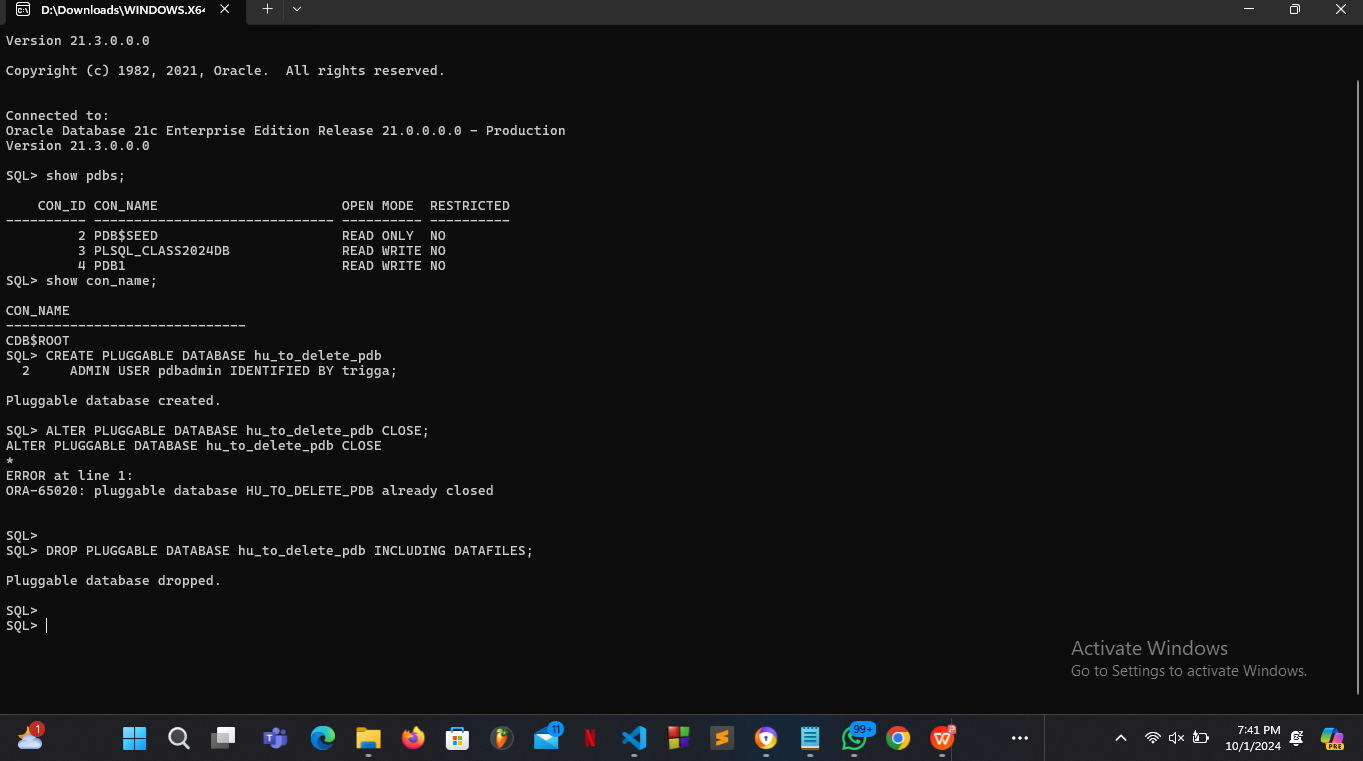 D:\Downloads\WINDOWS.X64
Version 21.3.0.0.0
Copyright (c) 1982, 2021, Oracle.  All rights reserved.
Connected to:
Oracle Database 21c Enterprise Edition Release 21.0.0.0.0 - Production
Version 21.3.0.0.0
SQL> show pdbs;
    CON_ID CON_NAME                       OPEN MODE  RESTRICTED
---------- ------------------------------ ---------- ----------
         2 PDB$SEED                       READ ONLY  NO
         3 PLSQL_CLASS2024DB              READ WRITE NO
         4 PDB1                           READ WRITE NO
SQL> show con_name;
CON_NAME
------------------------------
CDB$ROOT
SQL> CREATE PLUGGABLE DATABASE hu_to_delete_pdb
  2     ADMIN USER pdbadmin IDENTIFIED BY trigga;
Pluggable database created.
SQL> ALTER PLUGGABLE DATABASE hu_to_delete_pdb CLOSE;
ALTER PLUGGABLE DATABASE hu_to_delete_pdb CLOSE
*
ERROR at line 1:
ORA-65020: pluggable database HU_TO_DELETE_PDB already closed
SQL>
SQL> DROP PLUGGABLE DATABASE hu_to_delete_pdb INCLUDING DATAFILES;
Pluggable database dropped.
SQL>
SQL>
Activate Windows
Go to Settings to activate Windows.
1
11
99+
7:41 PM
10/1/2024
PRE